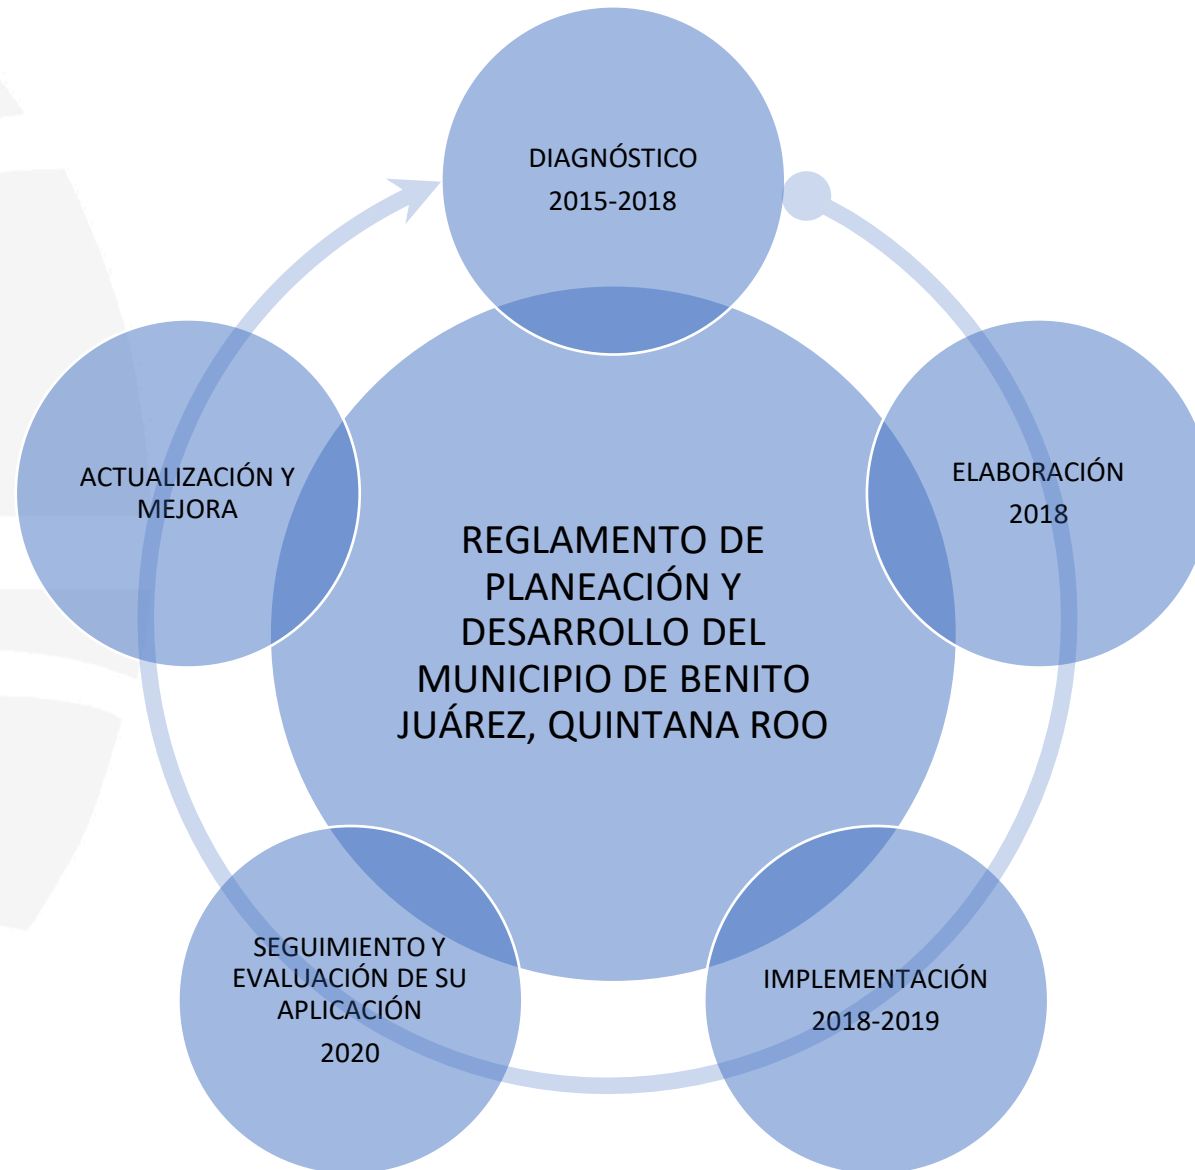 DIAGNÓSTICO
2015-2018
ELABORACIÓN
2018
IMPLEMENTACIÓN
2018-2019
SEGUIMIENTO Y
EVALUACIÓN DE SU
APLICACIÓN
2020
ACTUALIZACIÓN Y
MEJORA
REGLAMENTO DE
PLANEACIÓN Y
DESARROLLO DEL
MUNICIPIO DE BENITO
JUÁREZ, QUINTANA ROO